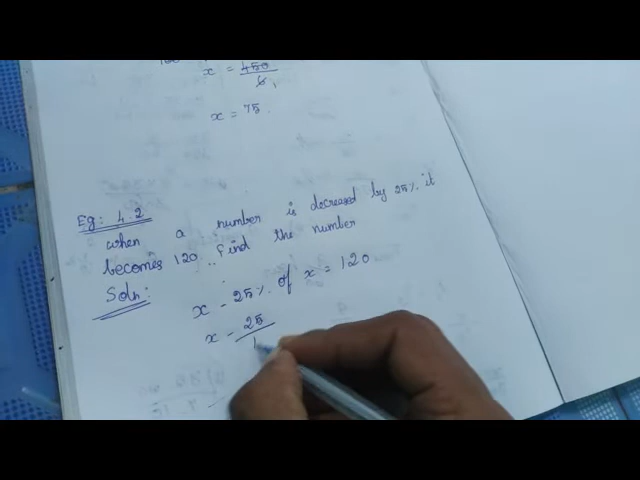 x = 450/6
x = 75.
Eg: 4.2
when a number is decreased by 25% it
becomes 120. Find the number
Soln:
x - 25% of x = 120
x - 25/1